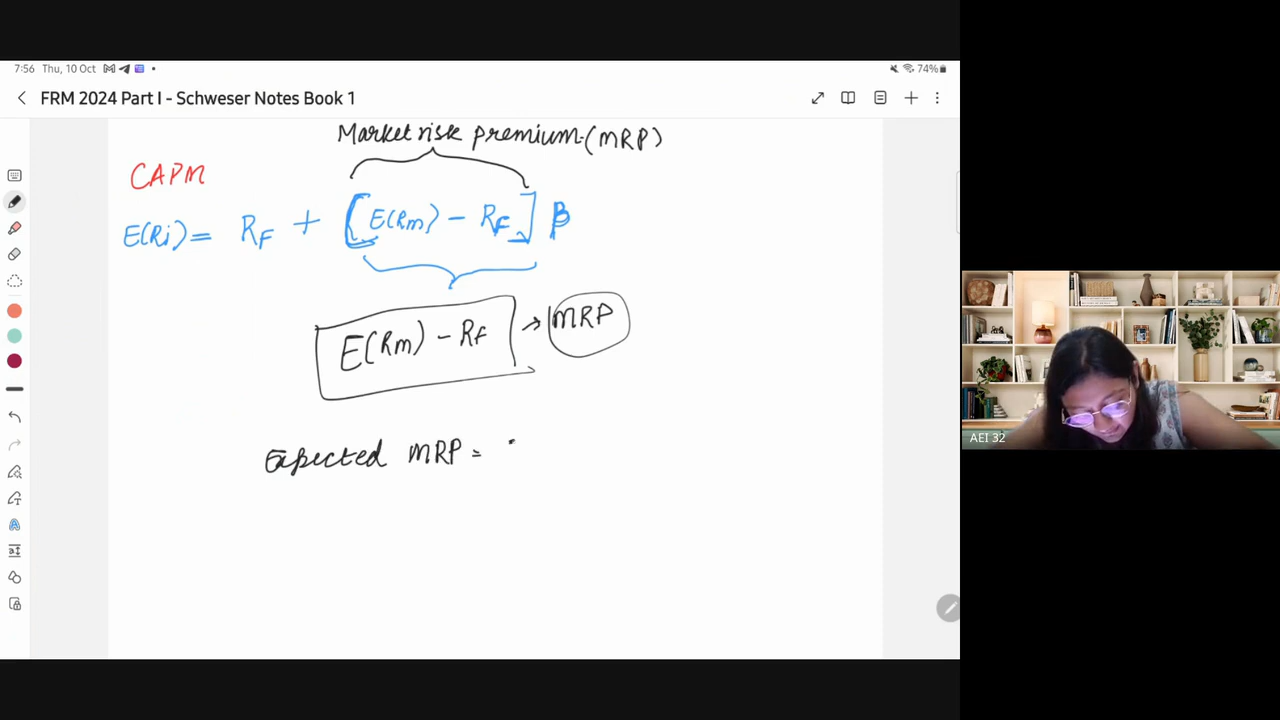 7:56 Thu, 10 Oct
74%
FRM 2024 Part I - Schweser Notes Book 1
Market risk premium (MRP)
CAPM
E(Ri) = RF + [E(Rm) - RF] β
E(Rm) - RF → MRP
Expected MRP =
AEI 32